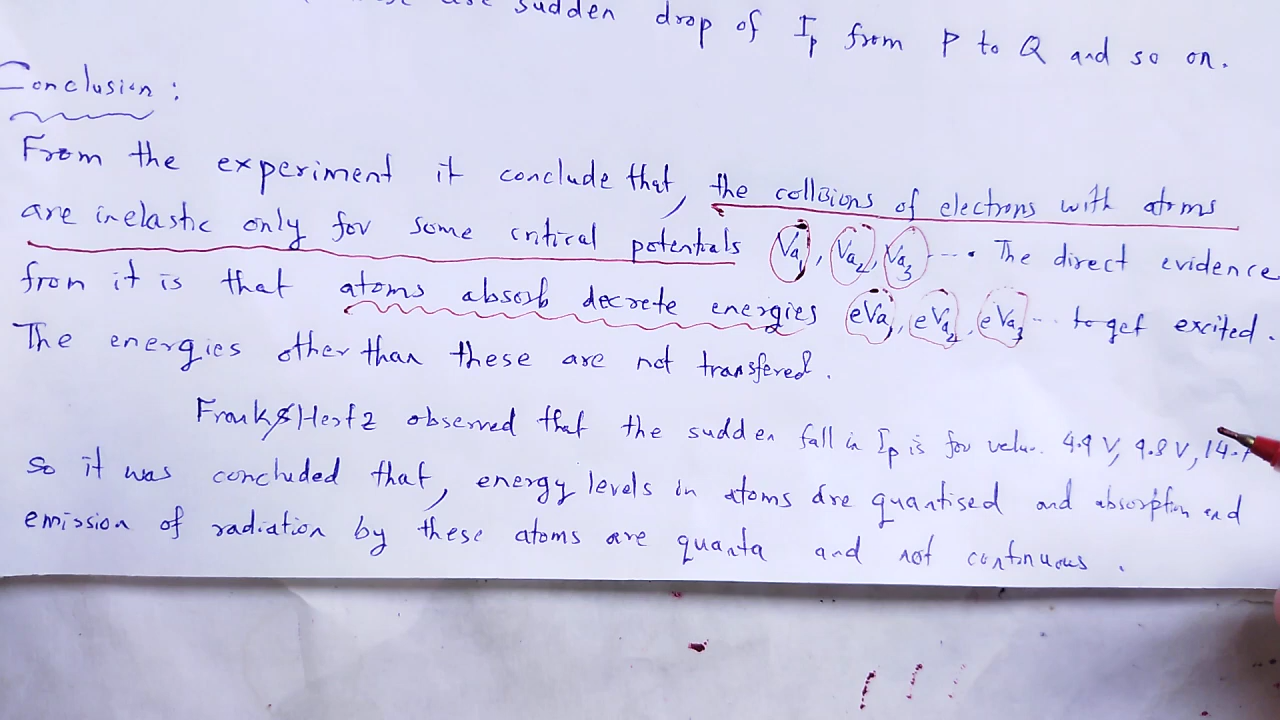 sudden drop of Ip from P to Q and so on.
Conclusion :
From the experiment it conclude that, the collisions of electrons with atoms
are inelastic only for some critical potentials Va1, Va2, Va3 ---. The direct evidence
from it is that atoms absorb decrete energies eVa1, eVa2, eVa3 --- to get excited.
The energies other than these are not transfered.
Frank & Hertz observed that the sudden fall in Ip is for valu. 4.9 V, 9.8 V, 14.7
so it was concluded that, energy levels in atoms are quantised and absorption and
emission of radiation by these atoms are quanta and not continuous.